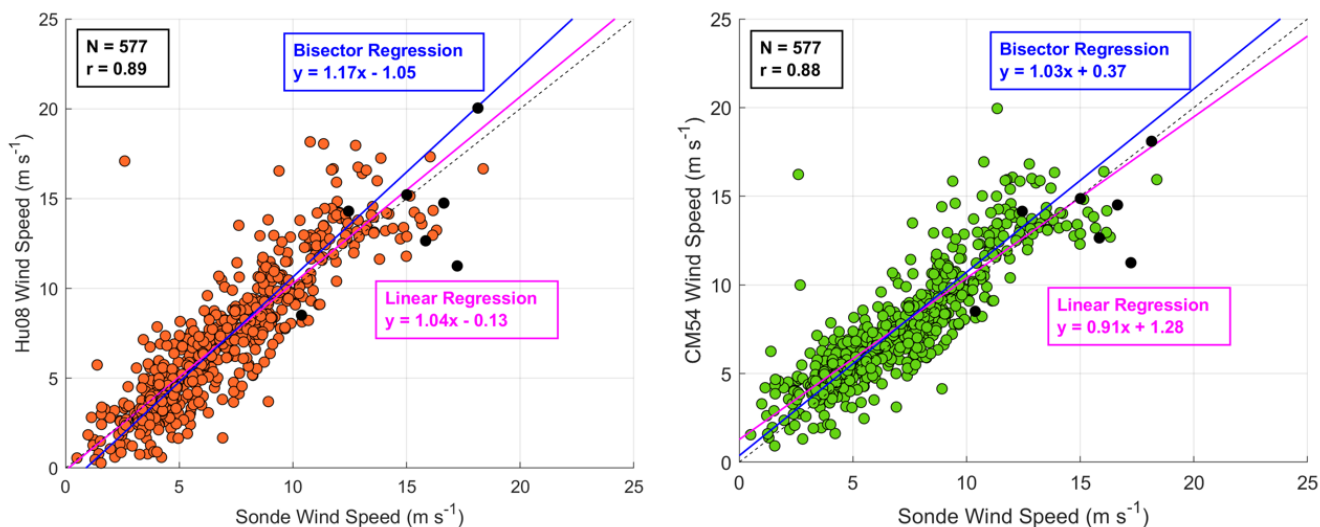 25
20
15
10
5
0
Hu08 Wind Speed (m s⁻¹)
N = 577
r = 0.89
Bisector Regression
y = 1.17x - 1.05
Linear Regression
y = 1.04x - 0.13
0 5 10 15 20 25
Sonde Wind Speed (m s⁻¹)
25
20
15
10
5
0
CM54 Wind Speed (m s⁻¹)
N = 577
r = 0.88
Bisector Regression
y = 1.03x + 0.37
Linear Regression
y = 0.91x + 1.28
0 5 10 15 20 25
Sonde Wind Speed (m s⁻¹)